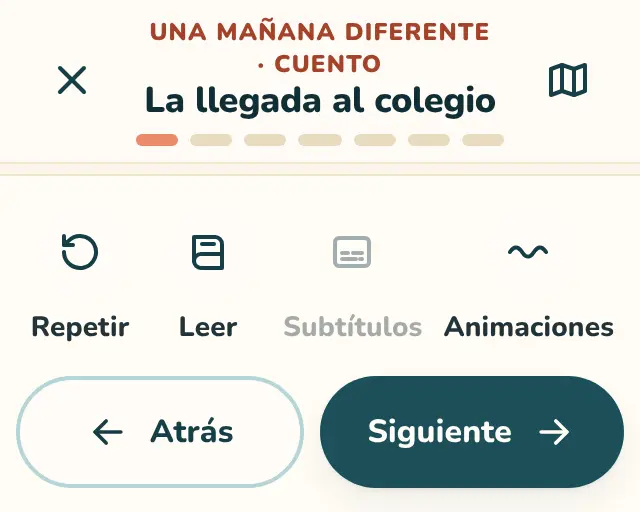 UNA MAÑANA DIFERENTE
· CUENTO
La llegada al colegio
Repetir
Leer
Subtítulos
Animaciones
Atrás
Siguiente